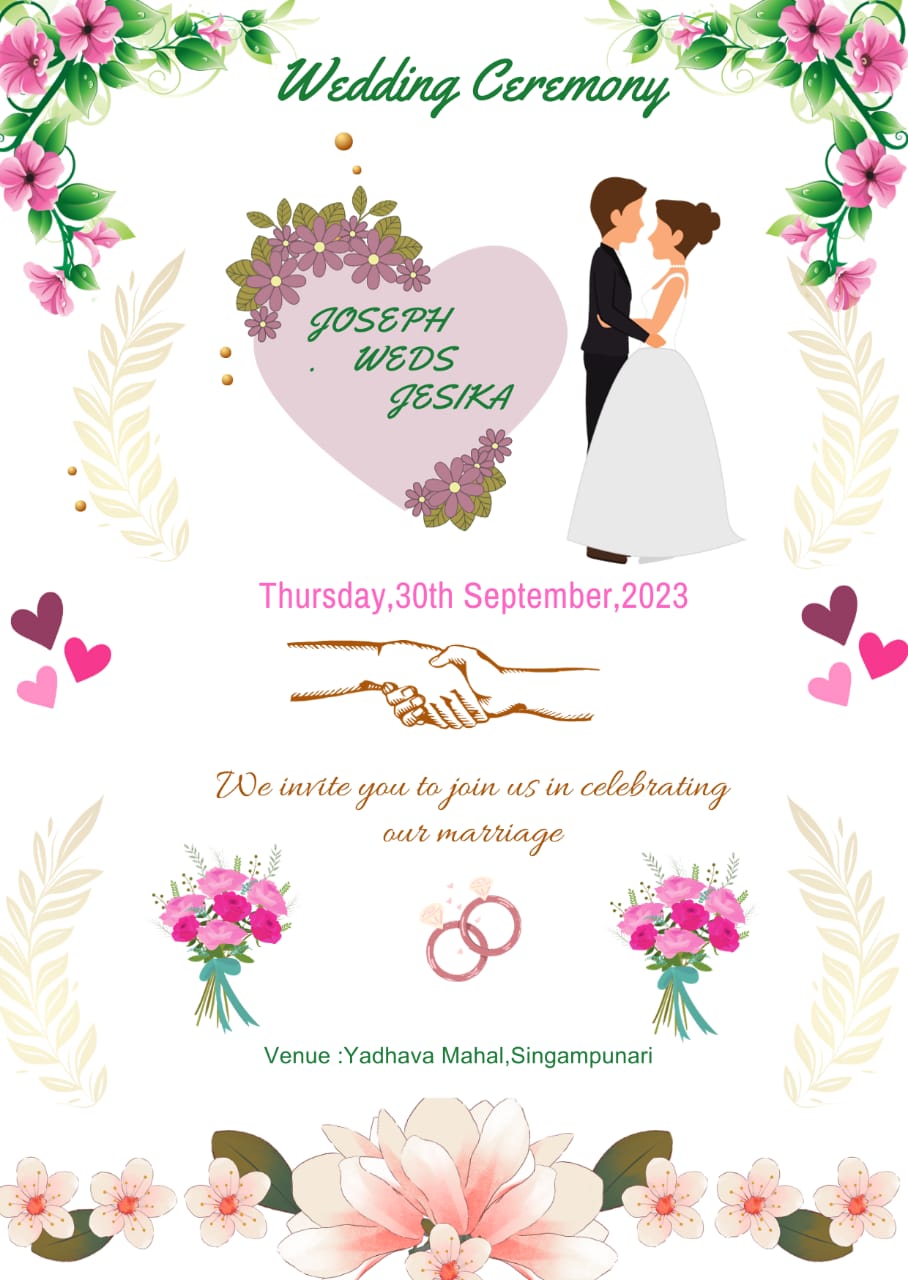 Wedding Ceremony
JOSEPH
. WEDS
JESIKA
Thursday,30th September,2023
We invite you to join us in celebrating
our marriage
Venue :Yadhava Mahal,Singampunari